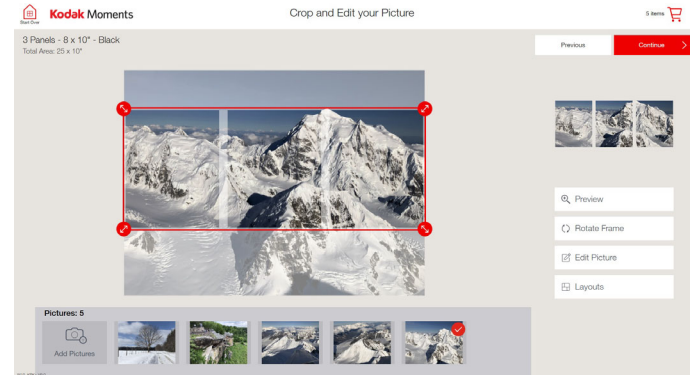 Start Over
Kodak Moments
Crop and Edit your Picture
5 items
3 Panels - 8 x 10" - Black
Total Area: 25 x 10"
Previous
Continue
Preview
Rotate Frame
Edit Picture
Layouts
Pictures: 5
Add Pictures